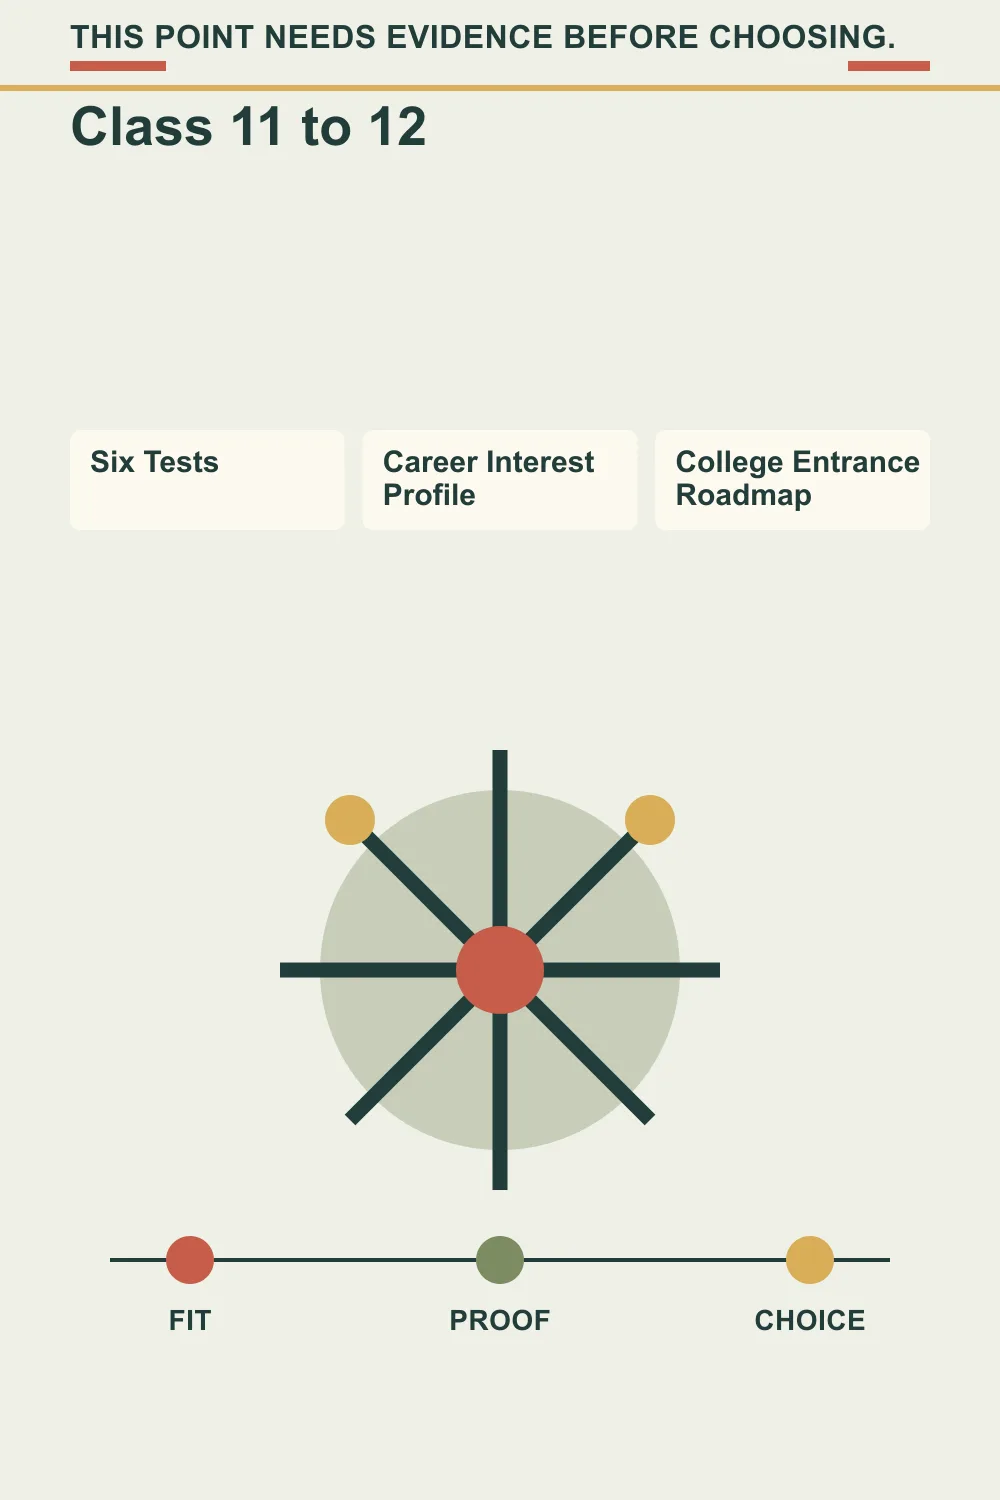 THIS POINT NEEDS EVIDENCE BEFORE CHOOSING.
Class 11 to 12
Six Tests
Career Interest
Profile
College Entrance
Roadmap
FIT
PROOF
CHOICE